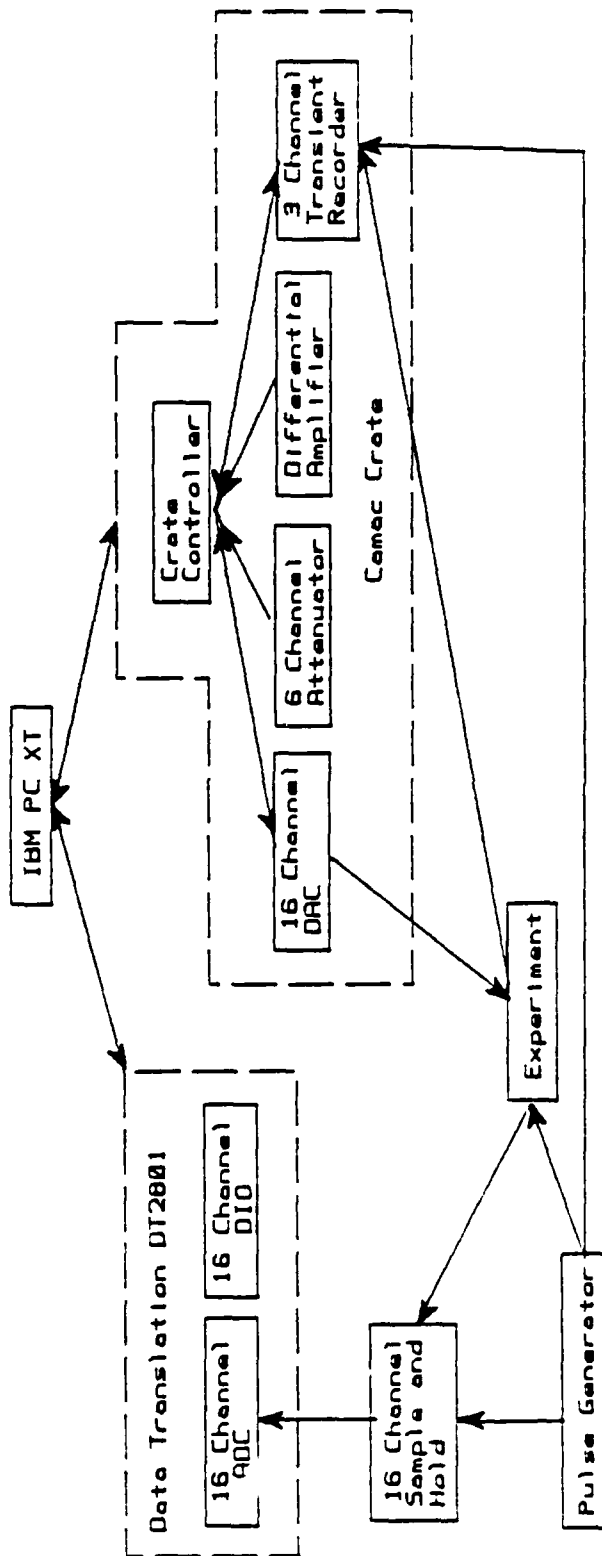 IBM PC XT
Data Translation DT2801
16 Channel
ADC
16 Channel
DIO
Crate
Controller
16 Channel
DAC
6 Channel
Attenuator
Differential
Amplifier
3 Channel
Transient
Recorder
Camac Crate
16 Channel
Sample and
Hold
Experiment
Pulse Generator